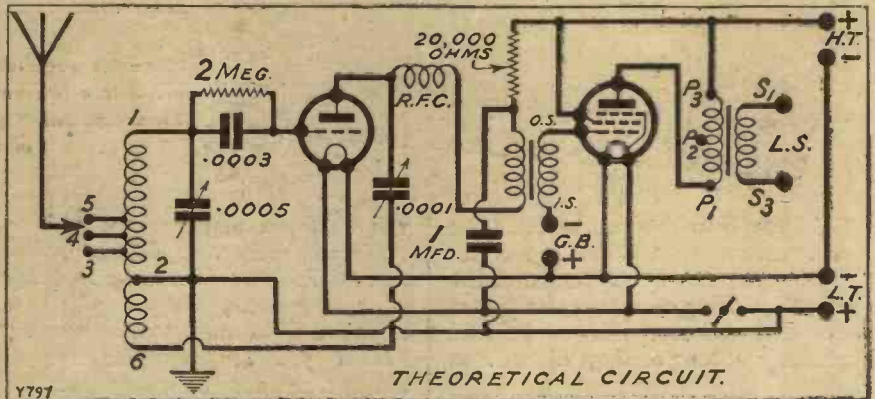 20,000
OHMS
+
H.T.
-
2 MEG.
R.F.C.
1
.0003
O.S.
P3
S1
P2
L.S.
5
4
3
.0005
.0001
I.S.
-
G.B.
+
P1
S3
1
MFD.
2
-
L.T.
+
6
Y797
THEORETICAL CIRCUIT.